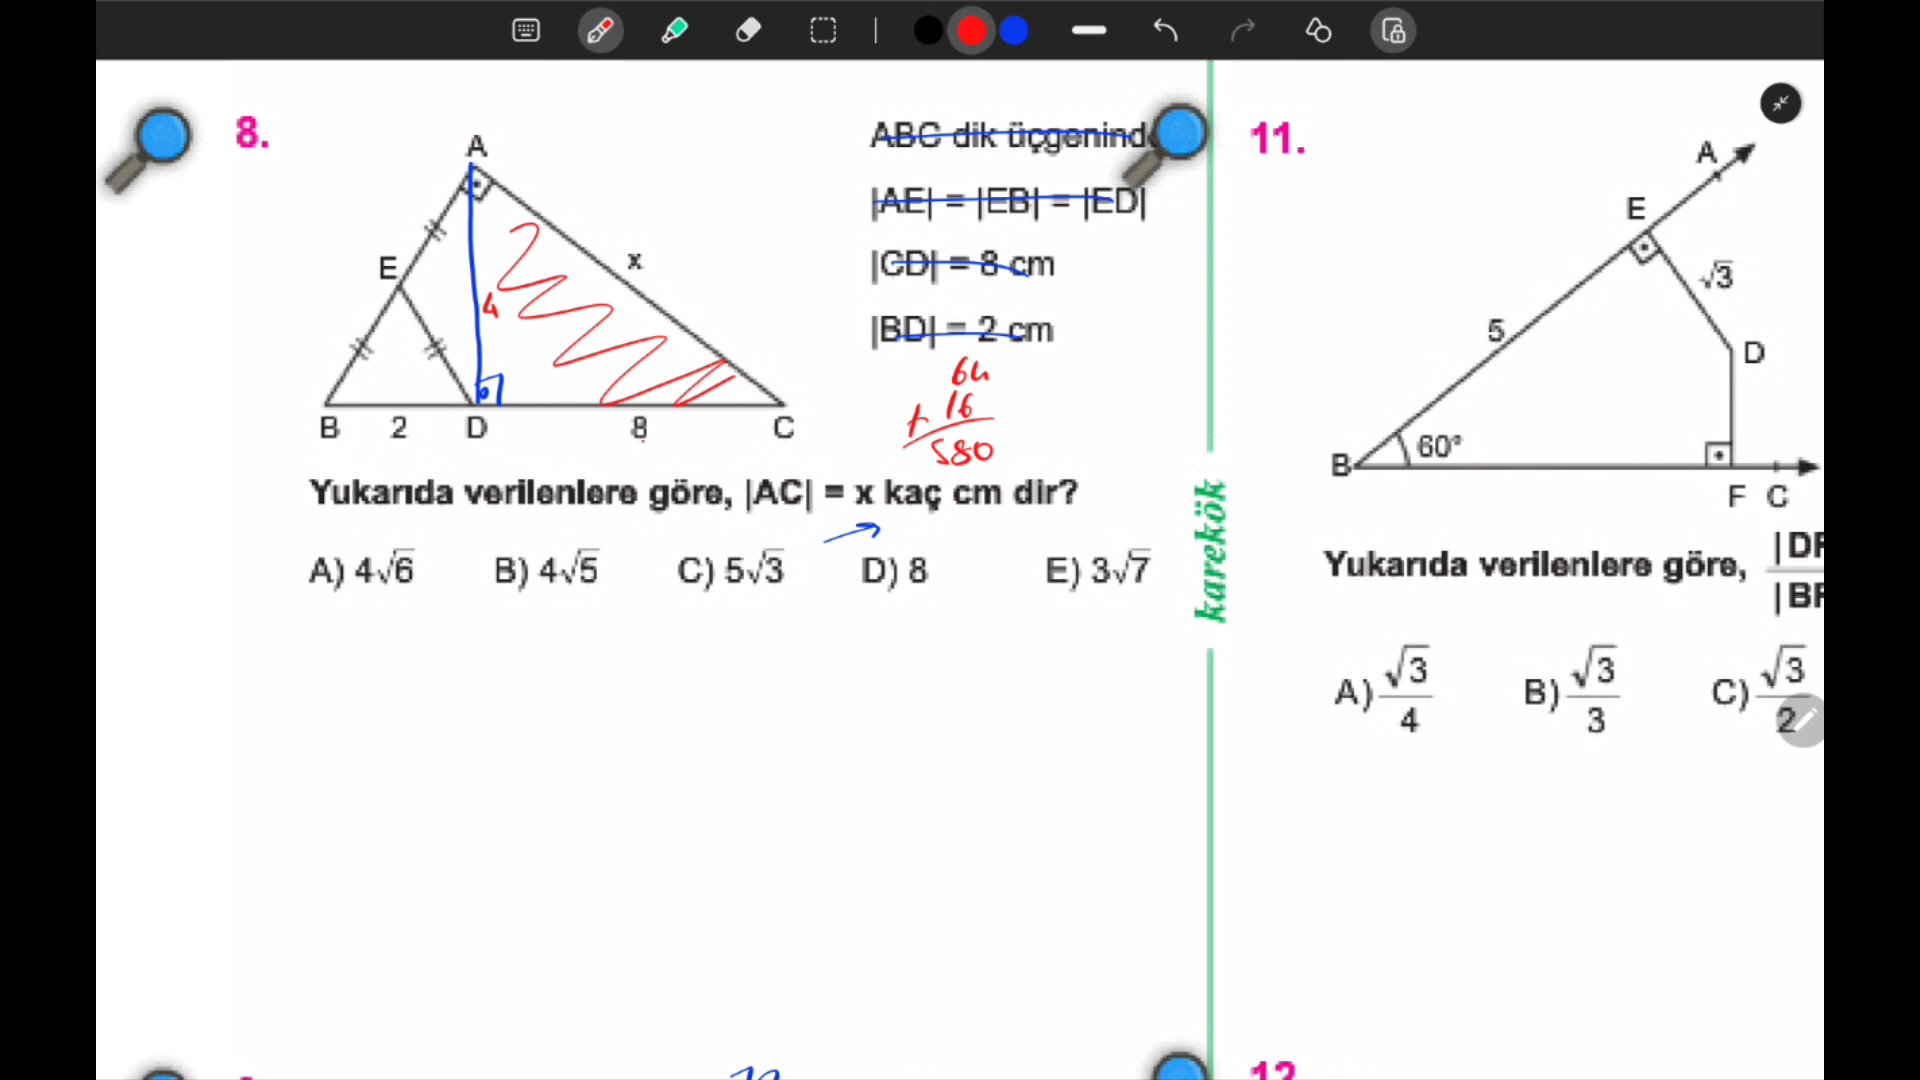 8.
A
ABC dik üçgeninde
|AE| = |EB| = |ED|
x
E
|CD| = 8 cm
4
|BD| = 2 cm
64
+ 16
80
B 2 D 8 C
Yukarıda verilenlere göre, |AC| = x kaç cm dir?
A) 4√6 B) 4√5 C) 5√3 D) 8 E) 3√7
karekök
11.
A
E
√3
5
D
60°
B
F C
Yukarıda verilenlere göre,
A) √3/4 B) √3/3 C) √3/2
12